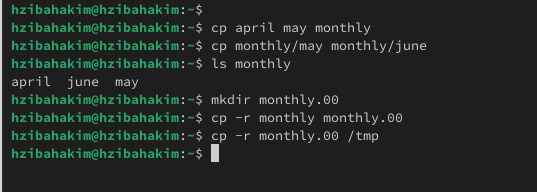 hzibahakim@hzibahakim:~$
hzibahakim@hzibahakim:~$ cp april may monthly
hzibahakim@hzibahakim:~$ cp monthly/may monthly/june
hzibahakim@hzibahakim:~$ ls monthly
april  june  may
hzibahakim@hzibahakim:~$ mkdir monthly.00
hzibahakim@hzibahakim:~$ cp -r monthly monthly.00
hzibahakim@hzibahakim:~$ cp -r monthly.00 /tmp
hzibahakim@hzibahakim:~$